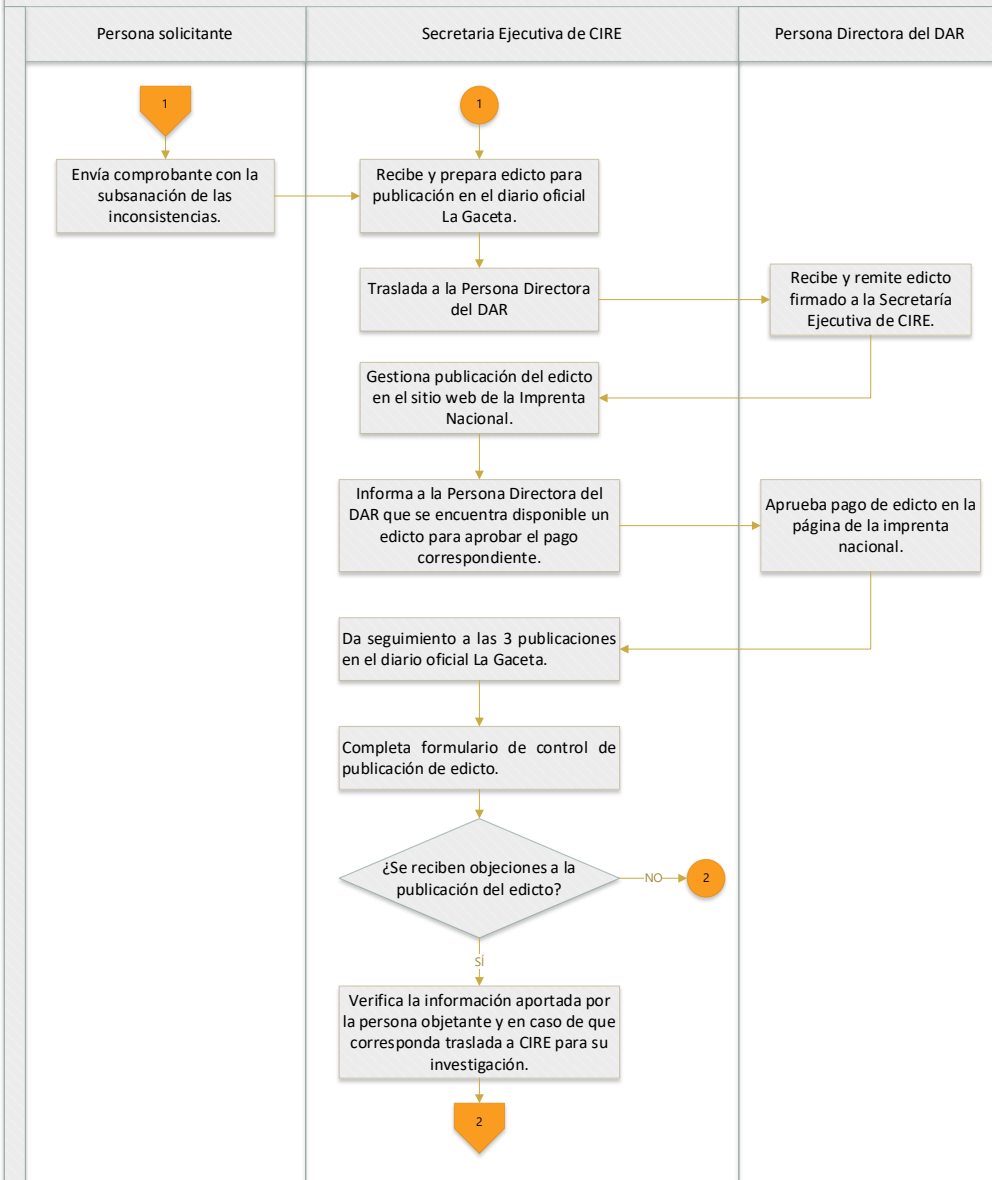 Persona solicitante
Secretaria Ejecutiva de CIRE
Persona Directora del DAR
1
1
Envía comprobante con la
subsanación de las
inconsistencias.
Recibe y prepara edicto para
publicación en el diario oficial
La Gaceta.
Traslada a la Persona Directora
del DAR
Recibe y remite edicto
firmado a la Secretaría
Ejecutiva de CIRE.
Gestiona publicación del edicto
en el sitio web de la Imprenta
Nacional.
Informa a la Persona Directora del
DAR que se encuentra disponible un
edicto para aprobar el pago
correspondiente.
Aprueba pago de edicto en la
página de la imprenta
nacional.
Da seguimiento a las 3 publicaciones
en el diario oficial La Gaceta.
Completa formulario de control de
publicación de edicto.
¿Se reciben objeciones a la
publicación del edicto?
NO
2
SÍ
Verifica la información aportada por
la persona objetante y en caso de que
corresponda traslada a CIRE para su
investigación.
2